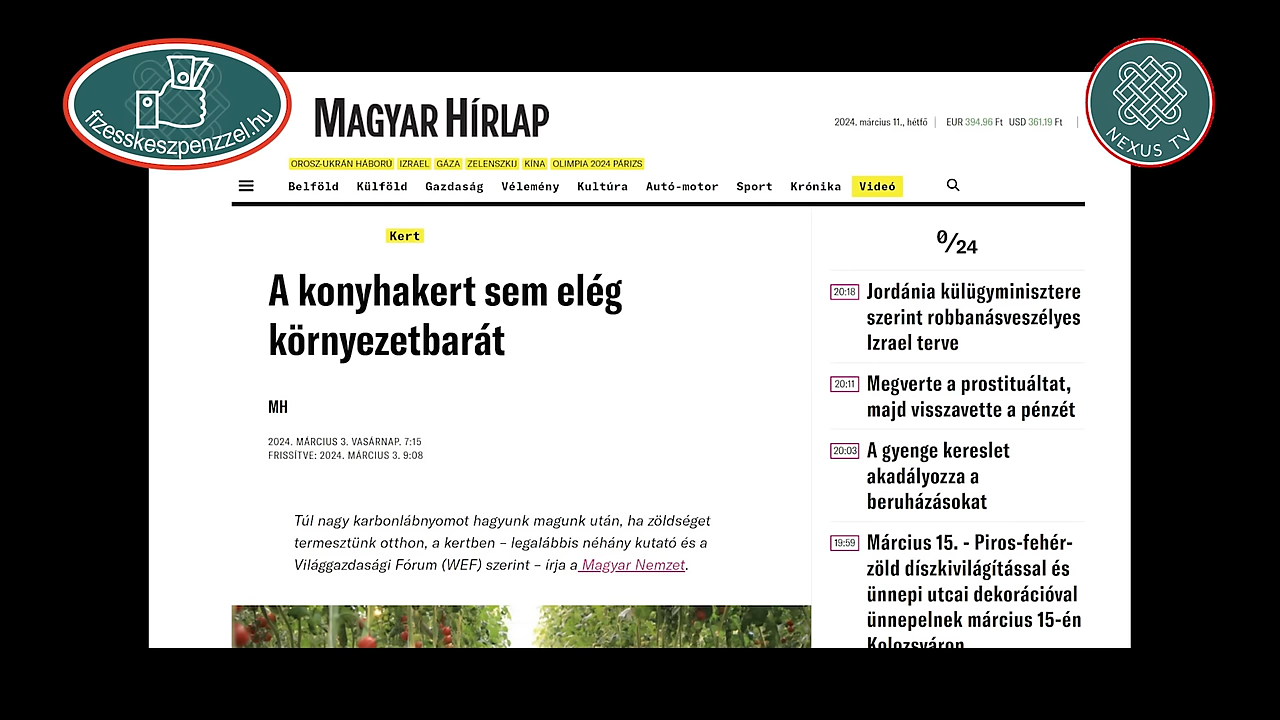 fizesskeszpenzzel.hu
NEXUS TV
MAGYAR HÍRLAP
2024. március 11., hétfő
EUR 394.96 Ft USD 361.19 Ft
OROSZ-UKRÁN HÁBORÚ IZRAEL GÁZA ZELENSZKIJ KÍNA OLIMPIA 2024 PÁRIZS
Belföld Külföld Gazdaság Vélemény Kultúra Autó-motor Sport Krónika Videó
Kert
A konyhakert sem elég
környezetbarát
MH
2024. MÁRCIUS 3. VASÁRNAP. 7:15
FRISSÍTVE: 2024. MÁRCIUS 3. 9:08
Túl nagy karbonlábnyomot hagyunk magunk után, ha zöldséget
termesztünk otthon, a kertben – legalábbis néhány kutató és a
Világgazdasági Fórum (WEF) szerint – írja a Magyar Nemzet.
0/24
20:18 Jordánia külügyminisztere
szerint robbanásveszélyes
Izrael terve
20:11 Megverte a prostituáltat,
majd visszavette a pénzét
20:03 A gyenge kereslet
akadályozza a
beruházásokat
19:59 Március 15. - Piros-fehér-
zöld díszkivilágítással és
ünnepi utcai dekorációval
ünnepelnek március 15-én
Kolozsváron